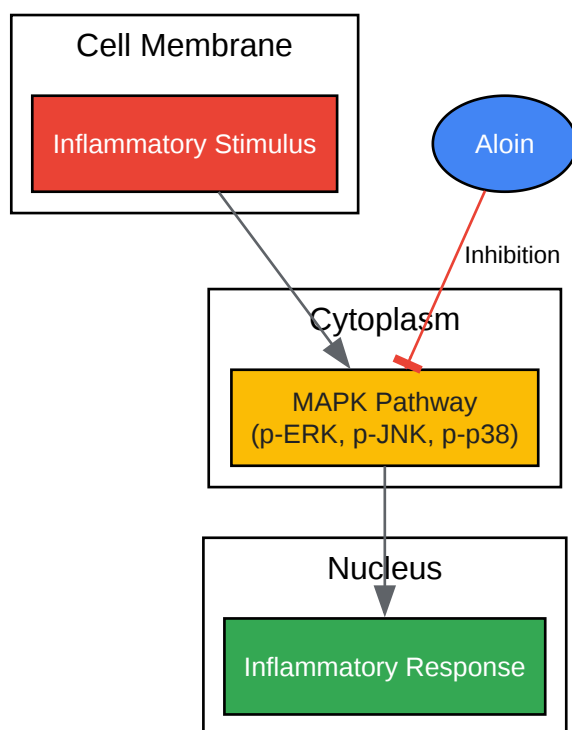 Cell Membrane
Inflammatory Stimulus
Aloin
Inhibition
Cytoplasm
MAPK Pathway
(p-ERK, p-JNK, p-p38)
Nucleus
Inflammatory Response